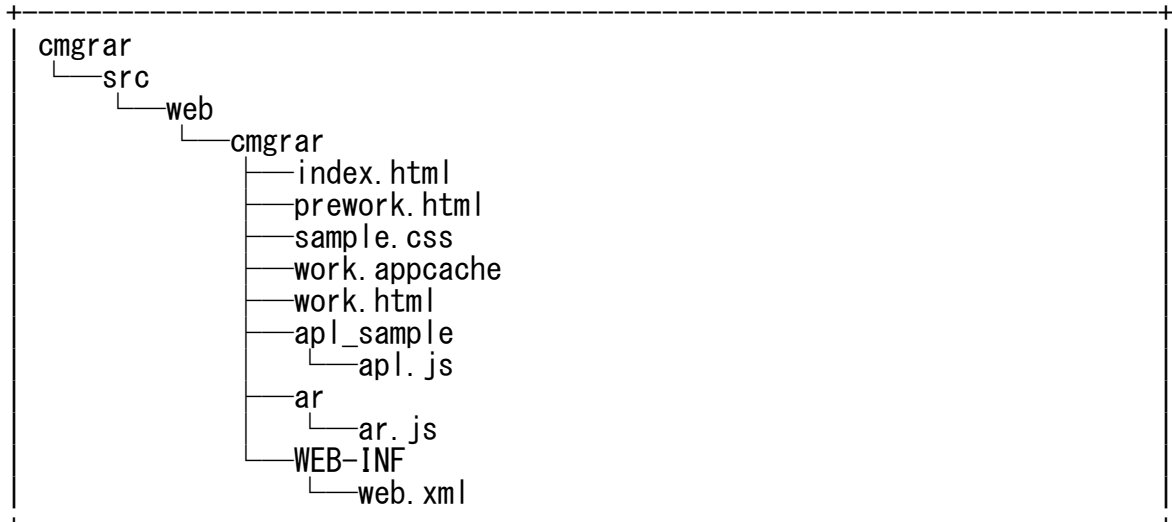 cmgrar
└─src
└─web
└─cmgrar
├─index.html
├─prework.html
├─sample.css
├─work.appcache
├─work.html
├─apl_sample
│ └─apl.js
├─ar
│ └─ar.js
└─WEB-INF
└─web.xml